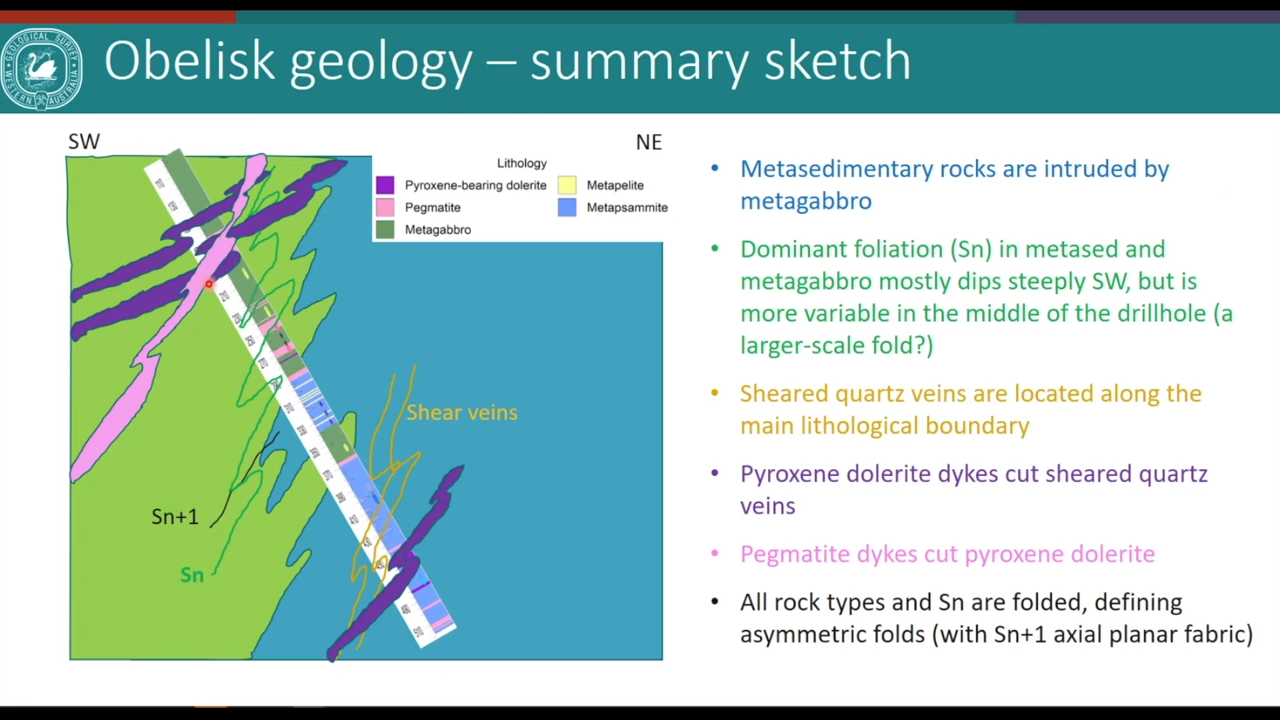 GEOLOGICAL SURVEY
WESTERN AUSTRALIA
Obelisk geology – summary sketch
SW
NE
Lithology
Pyroxene-bearing dolerite
Metapelite
Pegmatite
Metapsammite
Metagabbro
Shear veins
Sn+1
Sn
• Metasedimentary rocks are intruded by
metagabbro
• Dominant foliation (Sn) in metased and
metagabbro mostly dips steeply SW, but is
more variable in the middle of the drillhole (a
larger-scale fold?)
• Sheared quartz veins are located along the
main lithological boundary
• Pyroxene dolerite dykes cut sheared quartz
veins
• Pegmatite dykes cut pyroxene dolerite
• All rock types and Sn are folded, defining
asymmetric folds (with Sn+1 axial planar fabric)